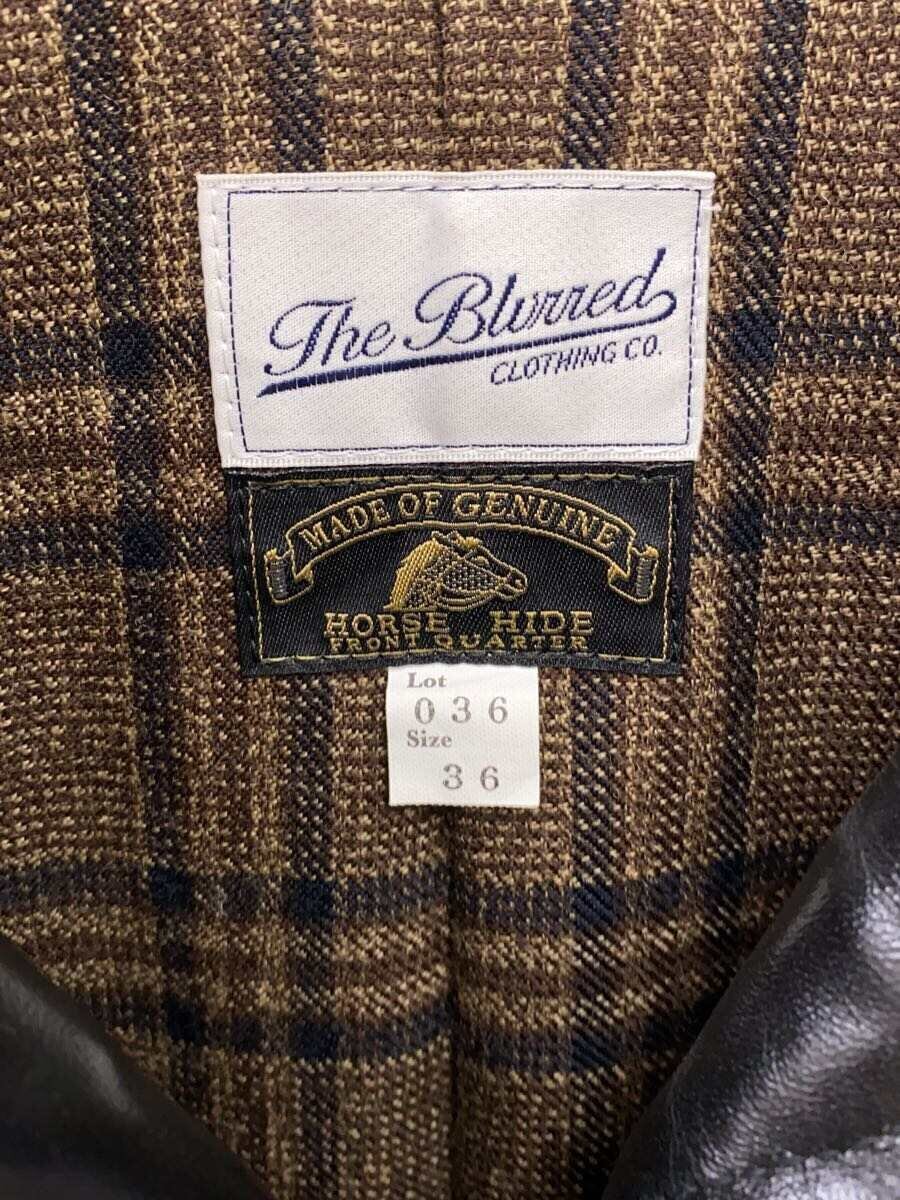 The Blurred
CLOTHING CO.
MADE OF GENUINE
HORSE HIDE
FRONT QUARTER
Lot
036
Size
36